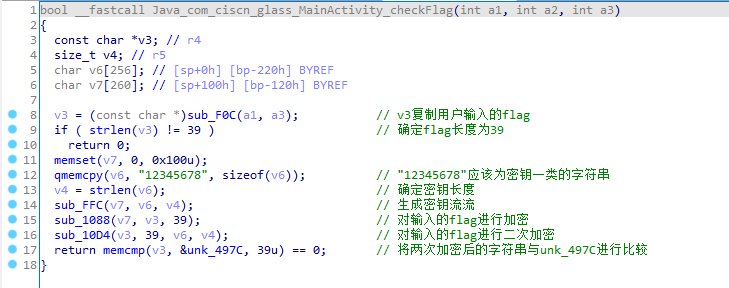 1 bool __fastcall Java_com_ciscn_glass_MainActivity_checkFlag(int a1, int a2, int a3)
2 {
3 const char *v3; // r4
4 size_t v4; // r5
5 char v6[256]; // [sp+0h] [bp-220h] BYREF
6 char v7[260]; // [sp+100h] [bp-120h] BYREF
7
8 v3 = (const char *)sub_F0C(a1, a3); // v3复制用户输入的flag
9 if ( strlen(v3) != 39 ) // 确定flag长度为39
10 return 0;
11 memset(v7, 0, 0x100u);
12 qmemcpy(v6, "12345678", sizeof(v6)); // "12345678"应该为密钥一类的字符串
13 v4 = strlen(v6); // 确定密钥长度
14 sub_FFC(v7, v6, v4); // 生成密钥流流
15 sub_1088(v7, v3, 39); // 对输入的flag进行加密
16 sub_10D4(v3, 39, v6, v4); // 对输入的flag进行二次加密
17 return memcmp(v3, &unk_497C, 39u) == 0; // 将两次加密后的字符串与unk_497C进行比较
18 }